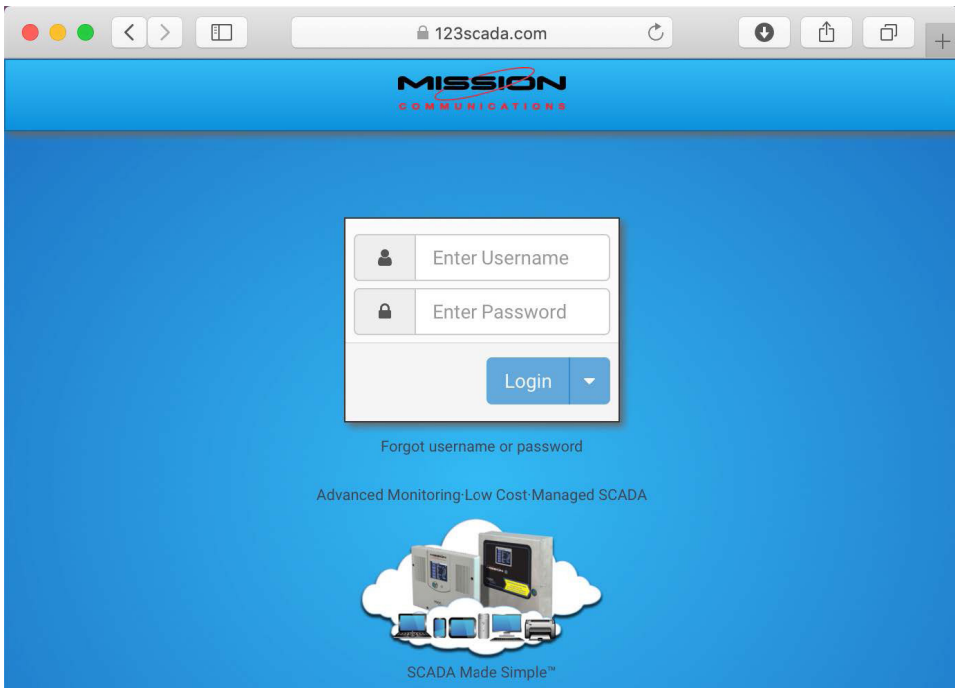 123scada.com
MISSION
COMMUNICATIONS
Enter Username
Enter Password
Login
Forgot username or password
Advanced Monitoring·Low Cost·Managed SCADA
SCADA Made Simple™